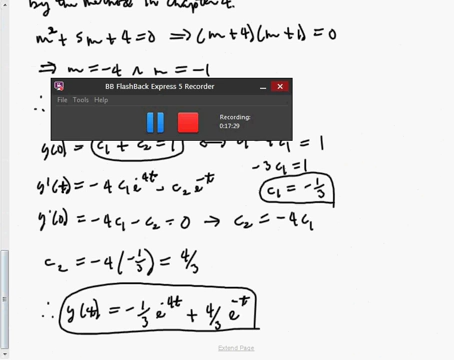 by the methods in chapter 4.
m² + 5m + 4 = 0 ⟹ (m + 4)(m + 1) = 0
⟹ m = -4 ∧ m = -1
BB FlashBack Express 5 Recorder
File Tools Help
Recording:
0:17:29
∴
y(0) = C₁ + C₂ = 1 = 1
-3C₁ = 1
y'(t) = -4C₁e^-4t - C₂e^-t
C₁ = -1/3
y'(0) = -4C₁ - C₂ = 0 → C₂ = -4C₁
C₂ = -4(-1/3) = 4/3
∴ y(t) = -1/3 e^-4t + 4/3 e^-t
Extend Page